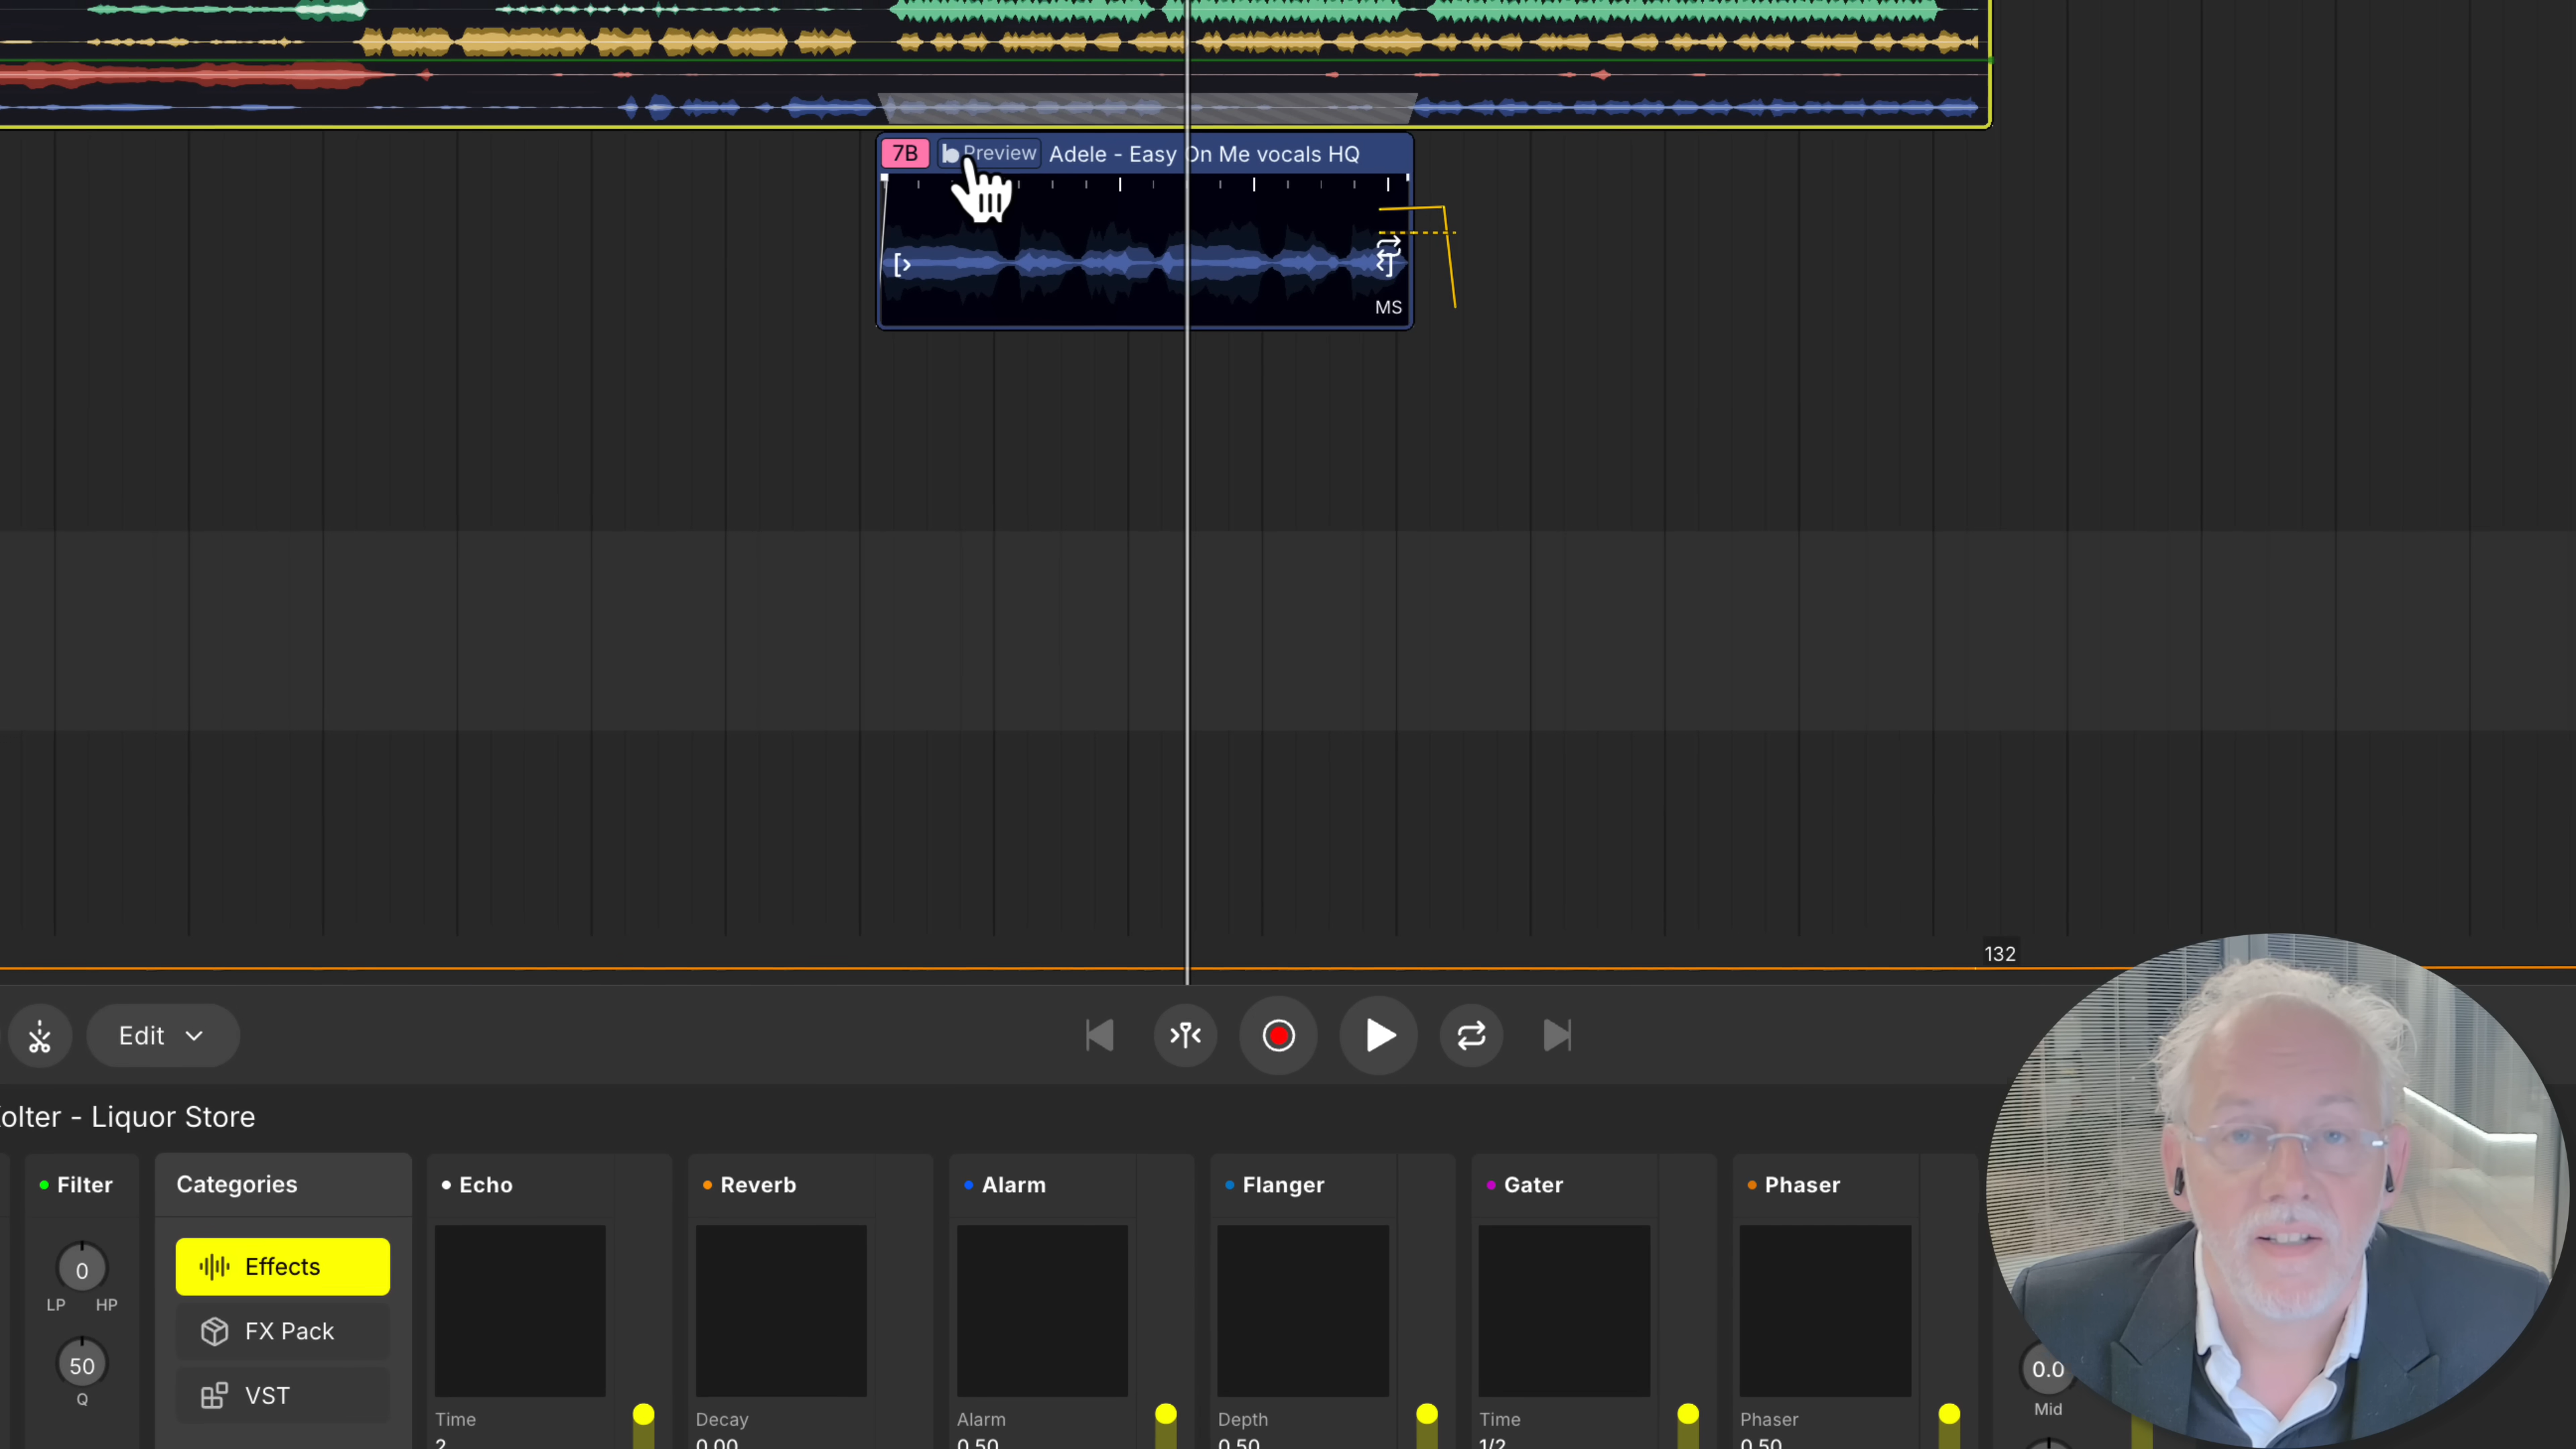 7B Preview Adele - Easy On Me vocals HQ
MS
132
Edit
olter - Liquor Store
Filter
Categories
Echo
Reverb
Alarm
Flanger
Gater
Phaser
0
LP HP
Effects
50
Q
FX Pack
VST
0.0
Mid
Time
Decay
Alarm
Depth
Time
Phaser
2
0.00
0.50
0.50
1/2
0.50